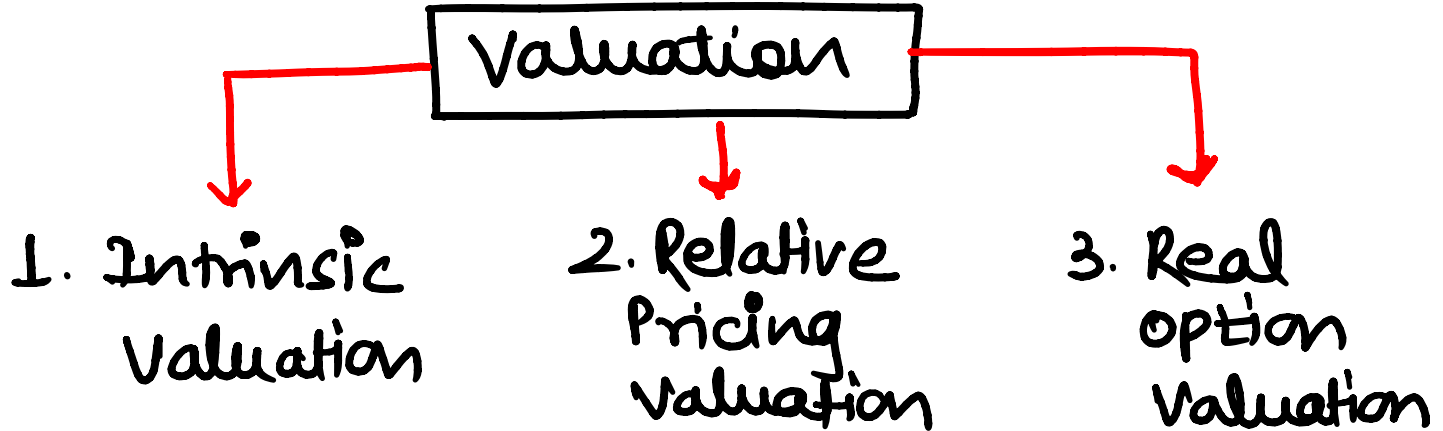 Valuation
1. Intrinsic
Valuation
2. Relative
Pricing
Valuation
3. Real
option
Valuation